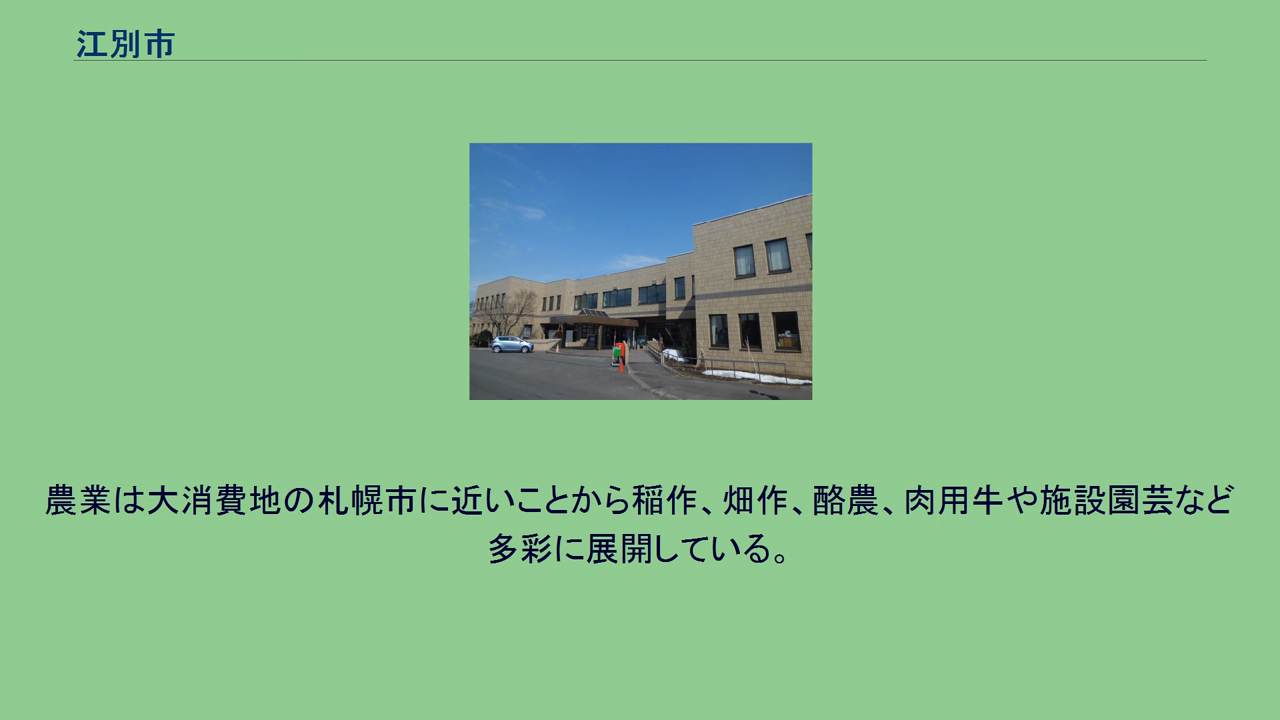 江別市
農業は大消費地の札幌市に近いことから稲作、畑作、酪農、肉用牛や施設園芸など
多彩に展開している。